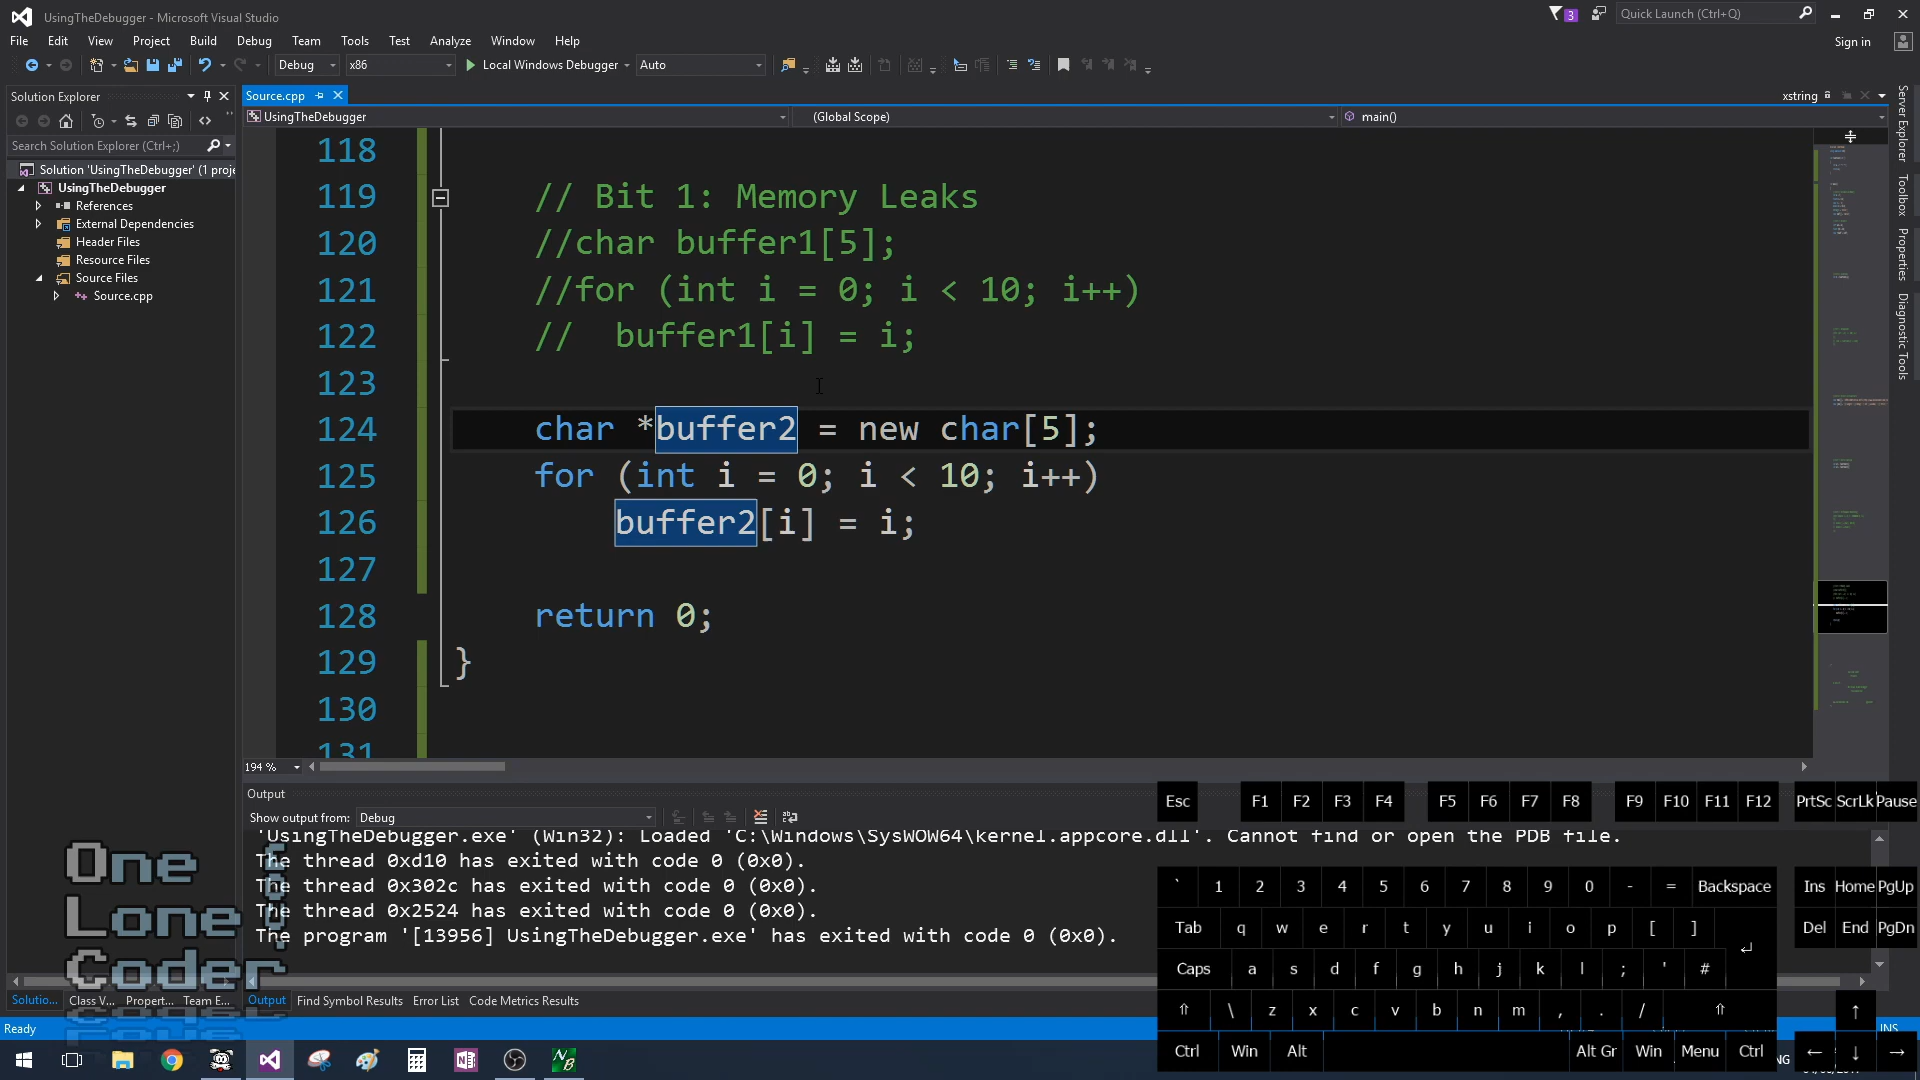 UsingTheDebugger - Microsoft Visual Studio
3
Quick Launch (Ctrl+Q)
File Edit View Project Build Debug Team Tools Test Analyze Window Help
Sign in
Debug x86 Local Windows Debugger Auto
Solution Explorer
Search Solution Explorer (Ctrl+;)
Solution 'UsingTheDebugger' (1 proje
UsingTheDebugger
References
External Dependencies
Header Files
Resource Files
Source Files
Source.cpp
Source.cpp
xstring
UsingTheDebugger (Global Scope) main()
118
119 // Bit 1: Memory Leaks
120 //char buffer1[5];
121 //for (int i = 0; i < 10; i++)
122 // buffer1[i] = i;
123
124 char *buffer2 = new char[5];
125 for (int i = 0; i < 10; i++)
126 buffer2[i] = i;
127
128 return 0;
129 }
130
131
194 %
Server Explorer
Toolbox
Properties
Diagnostic Tools
Output
Show output from: Debug
'UsingTheDebugger.exe' (Win32): Loaded 'C:\Windows\SysWOW64\kernel.appcore.dll'. Cannot find or open the PDB file.
The thread 0xd10 has exited with code 0 (0x0).
The thread 0x302c has exited with code 0 (0x0).
The thread 0x2524 has exited with code 0 (0x0).
The program '[13956] UsingTheDebugger.exe' has exited with code 0 (0x0).
One
Lone
Coder
Solutio... Class V... Propert... Team E...
Output Find Symbol Results Error List Code Metrics Results
Ready
INS
Esc F1 F2 F3 F4 F5 F6 F7 F8 F9 F10 F11 F12 PrtSc ScrLk Pause
` 1 2 3 4 5 6 7 8 9 0 - = Backspace Ins Home PgUp
Tab q w e r t y u i o p [ ] Del End PgDn
Caps a s d f g h j k l ; ' #
\ z x c v b n m , . /
Ctrl Win Alt Alt Gr Win Menu Ctrl